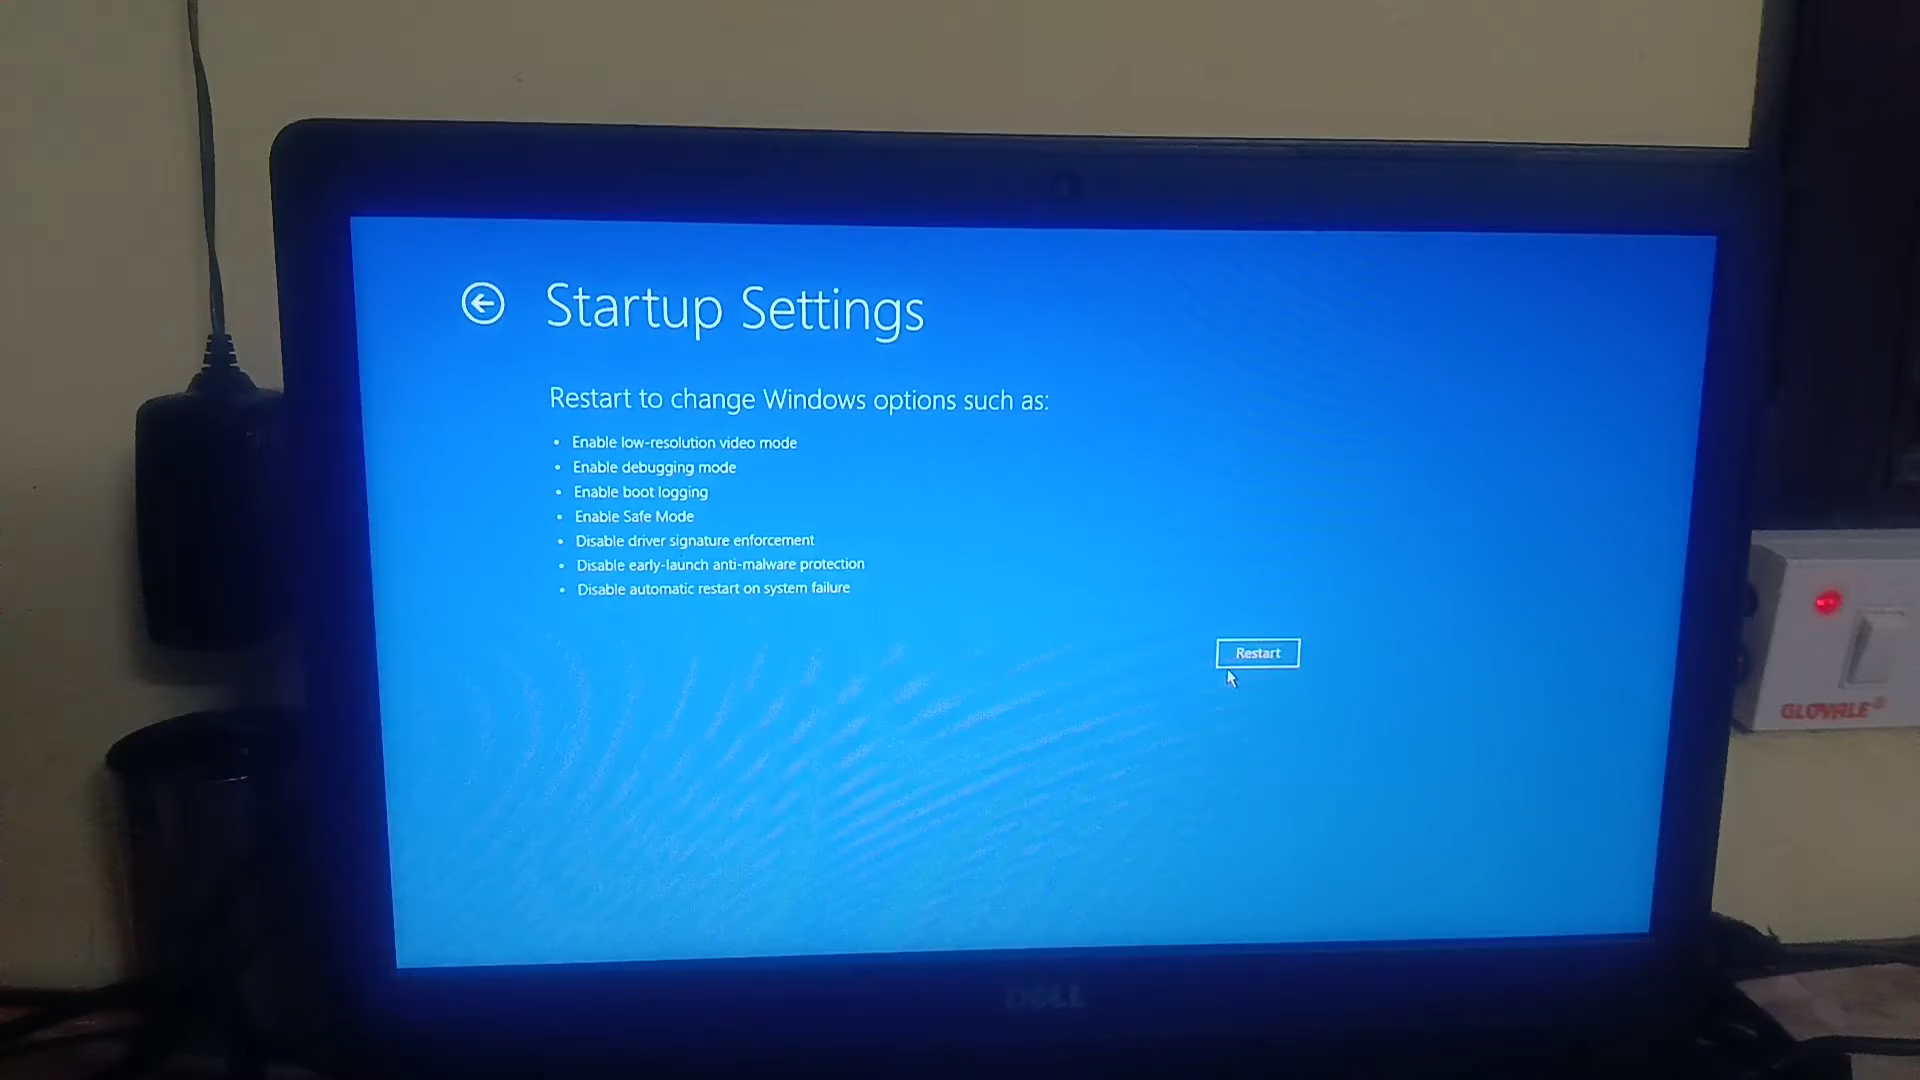 Startup Settings
Restart to change Windows options such as:
• Enable low-resolution video mode
• Enable debugging mode
• Enable boot logging
• Enable Safe Mode
• Disable driver signature enforcement
• Disable early-launch anti-malware protection
• Disable automatic restart on system failure
Restart
GLOVALE®
DELL